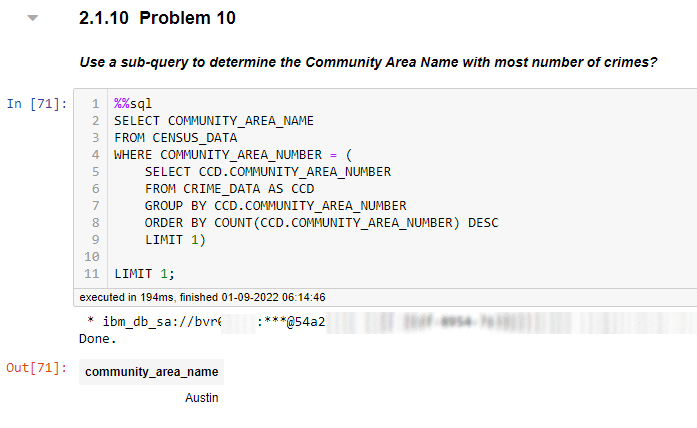 2.1.10 Problem 10
Use a sub-query to determine the Community Area Name with most number of crimes?
In [71]:
1 %%sql
2 SELECT COMMUNITY_AREA_NAME
3 FROM CENSUS_DATA
4 WHERE COMMUNITY_AREA_NUMBER = (
5 SELECT CCD.COMMUNITY_AREA_NUMBER
6 FROM CRIME_DATA AS CCD
7 GROUP BY CCD.COMMUNITY_AREA_NUMBER
8 ORDER BY COUNT(CCD.COMMUNITY_AREA_NUMBER) DESC
9 LIMIT 1)
10
11 LIMIT 1;
executed in 194ms, finished 01-09-2022 06:14:46
* ibm_db_sa://bvr :***@54a2
Done.
Out[71]:
community_area_name
Austin